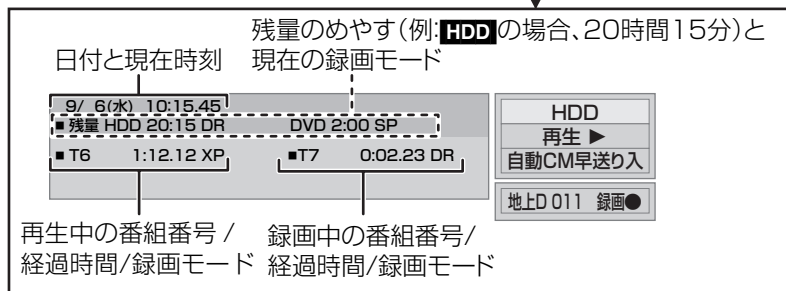 残量のめやす(例:HDDの場合、20時間15分)と
日付と現在時刻 現在の録画モード
9/ 6(水) 10:15.45
■ 残量 HDD 20:15 DR DVD 2:00 SP
■ T6 1:12.12 XP ■T7 0:02.23 DR
HDD
再生 ▶
自動CM早送り入
地上D 011 録画●
再生中の番組番号 /
経過時間/録画モード
録画中の番組番号/
経過時間/録画モード